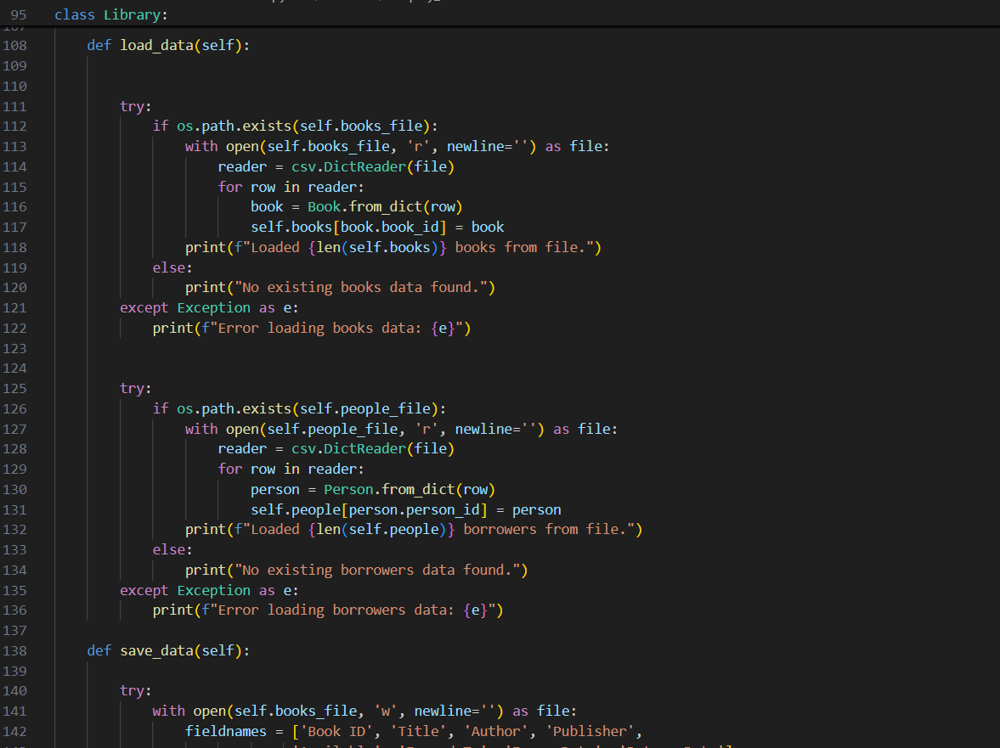 95 class Library:
108 def load_data(self):
109
110
111 try:
112 if os.path.exists(self.books_file):
113 with open(self.books_file, 'r', newline='') as file:
114 reader = csv.DictReader(file)
115 for row in reader:
116 book = Book.from_dict(row)
117 self.books[book.book_id] = book
118 print(f"Loaded {len(self.books)} books from file.")
119 else:
120 print("No existing books data found.")
121 except Exception as e:
122 print(f"Error loading books data: {e}")
123
124
125 try:
126 if os.path.exists(self.people_file):
127 with open(self.people_file, 'r', newline='') as file:
128 reader = csv.DictReader(file)
129 for row in reader:
130 person = Person.from_dict(row)
131 self.people[person.person_id] = person
132 print(f"Loaded {len(self.people)} borrowers from file.")
133 else:
134 print("No existing borrowers data found.")
135 except Exception as e:
136 print(f"Error loading borrowers data: {e}")
137
138 def save_data(self):
139
140 try:
141 with open(self.books_file, 'w', newline='') as file:
142 fieldnames = ['Book ID', 'Title', 'Author', 'Publisher',